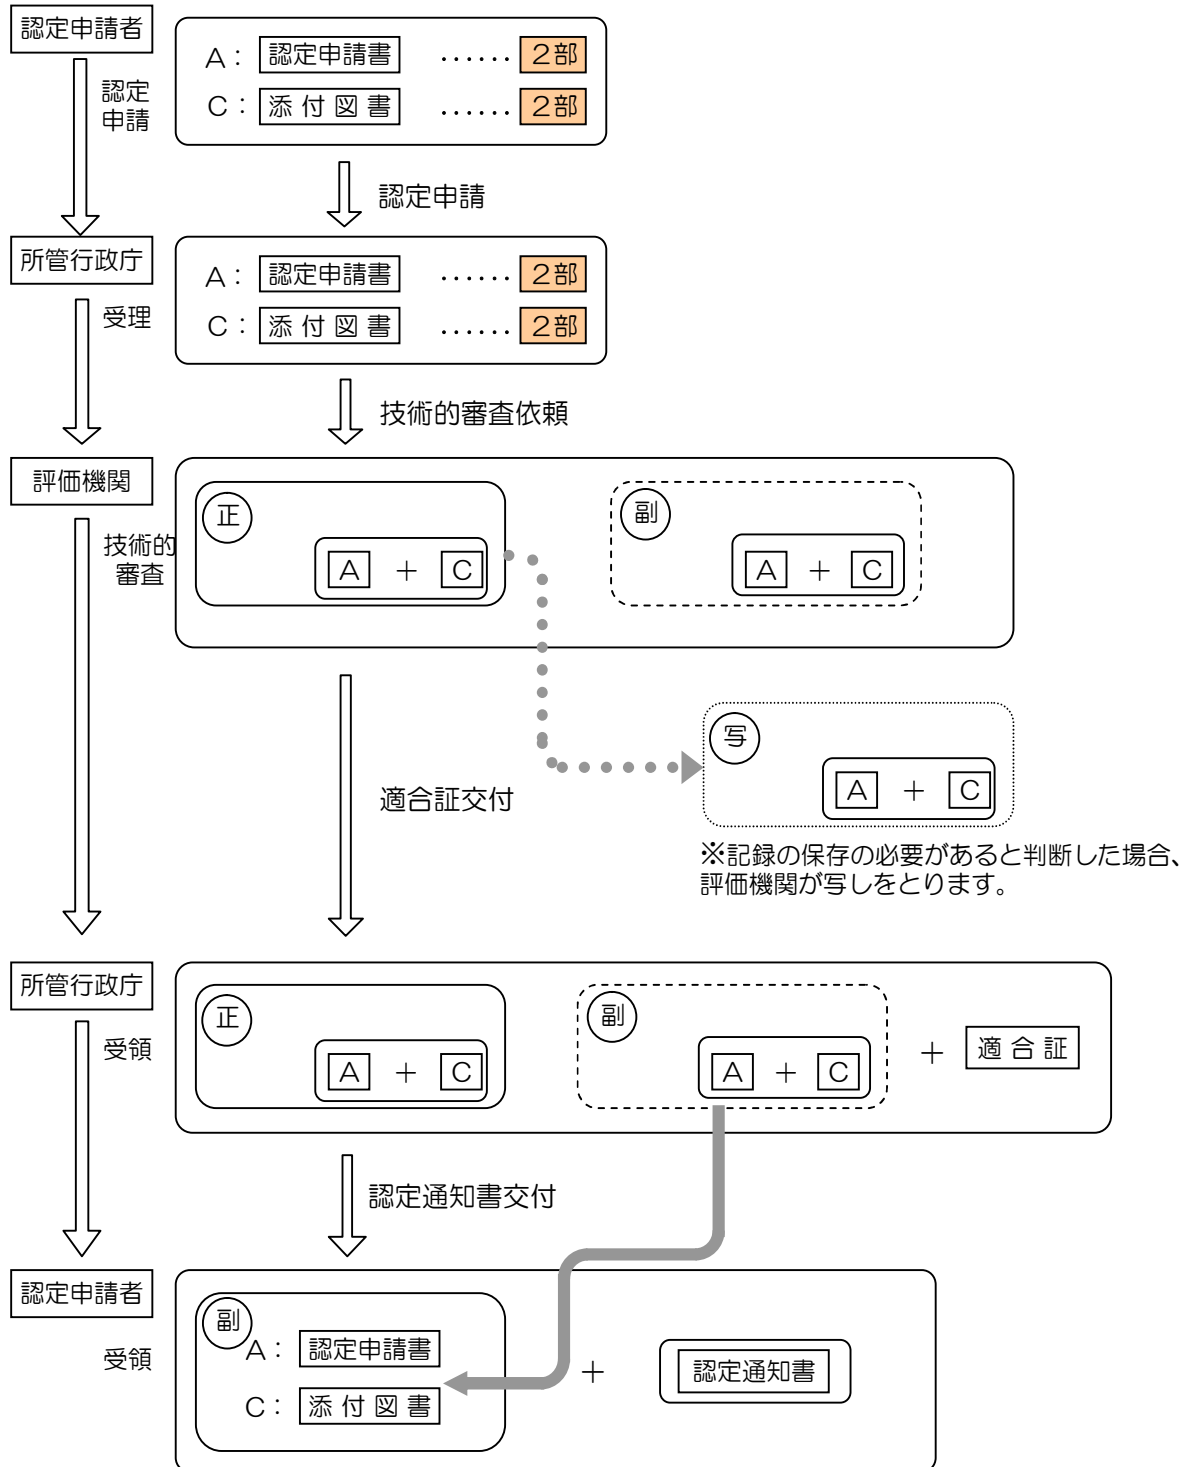 認定申請者
A：認定申請書 ……２部
認定
申請
C：添付図書 ……２部
認定申請
所管行政庁
A：認定申請書 ……２部
受理
C：添付図書 ……２部
技術的審査依頼
評価機関
正
副
技術的
審査
A ＋ C
A ＋ C
写
A ＋ C
適合証交付
※記録の保存の必要があると判断した場合、
評価機関が写しをとります。
所管行政庁
正
副
受領
A ＋ C
A ＋ C
＋ 適合証
認定通知書交付
認定申請者
副
A：認定申請書
受領
＋ 認定通知書
C：添付図書